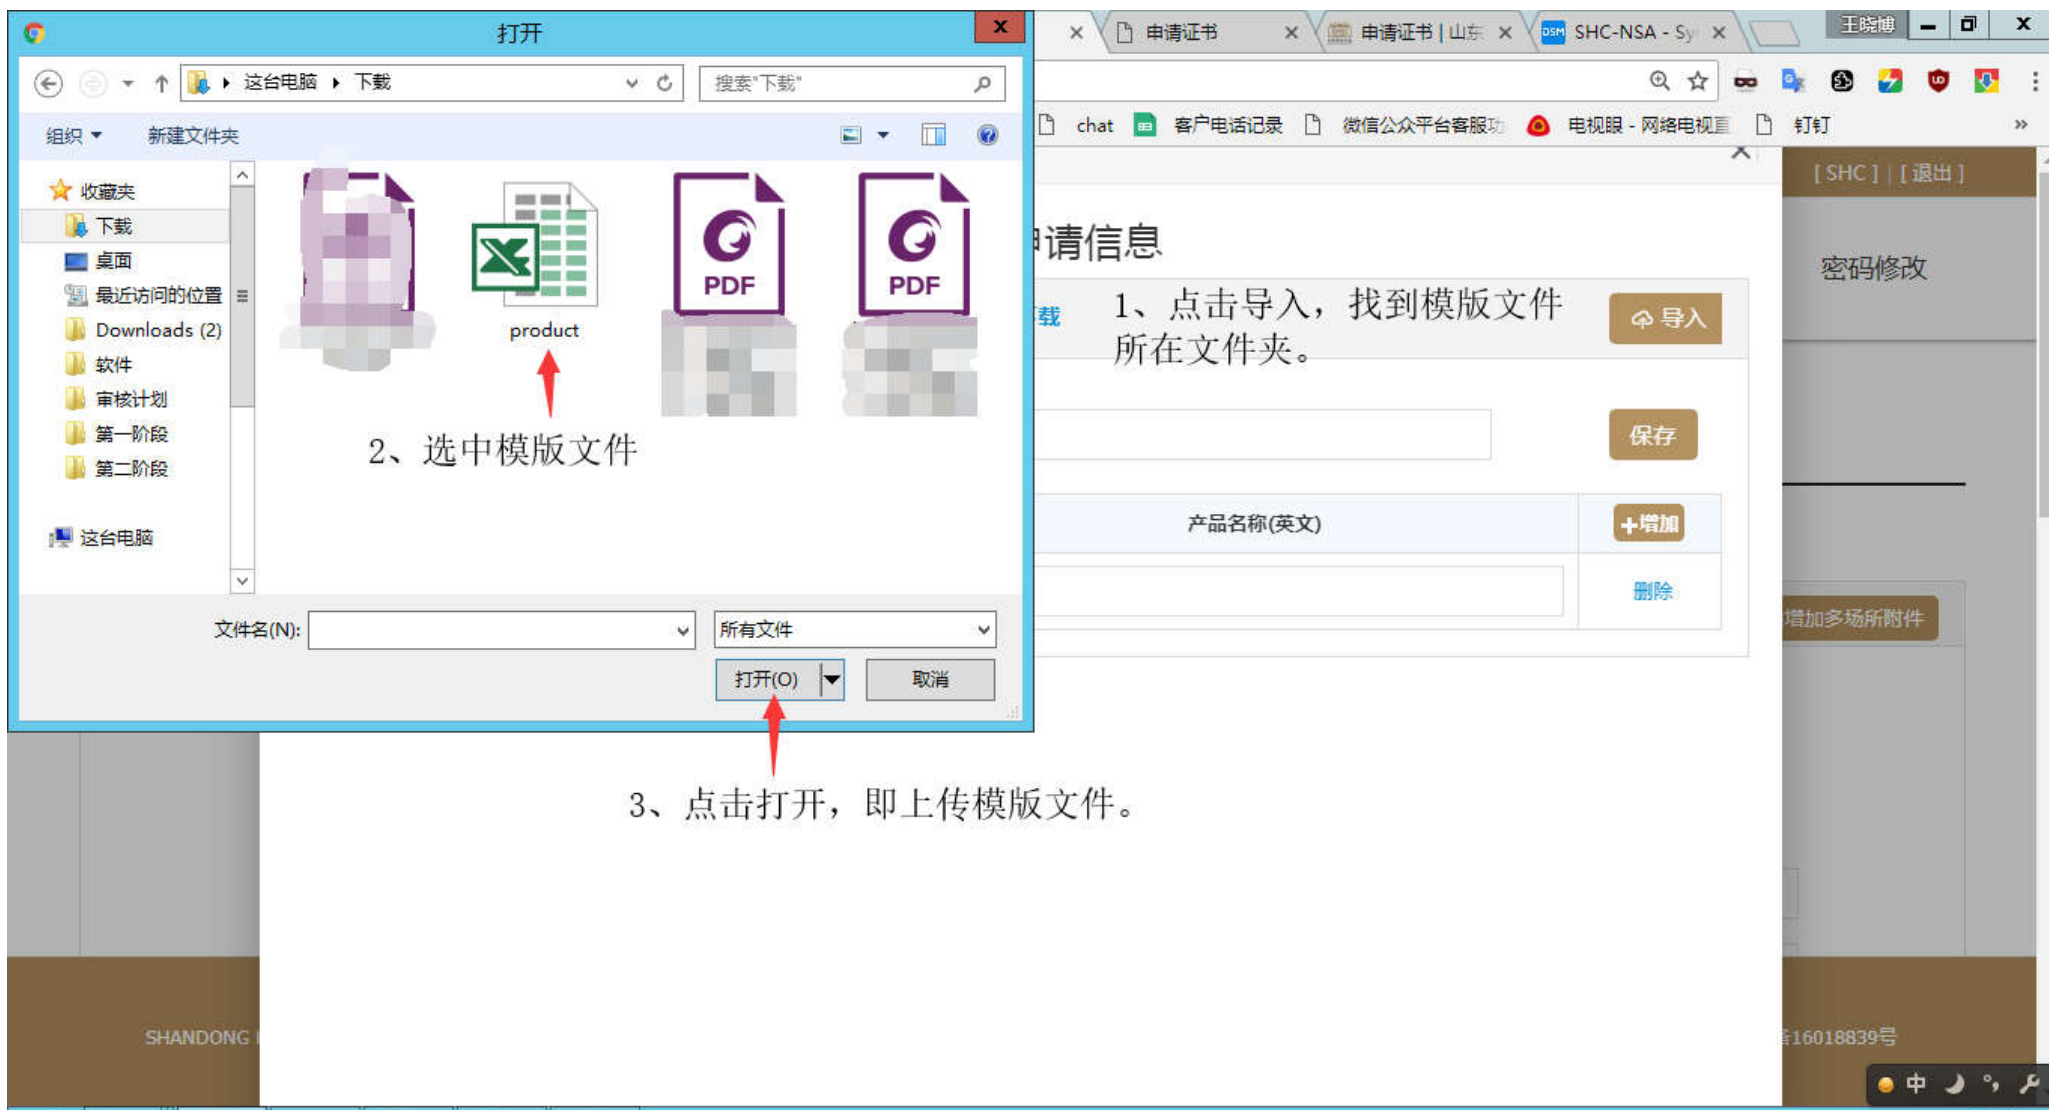 打开
申请证书
申请证书 | 山东
SHC-NSA - Sy
王晓博
这台电脑
下载
搜索"下载"
组织
新建文件夹
chat
客户电话记录
微信公众平台客服功
电视眼 - 网络电视直
钉钉
收藏夹
下载
桌面
最近访问的位置
Downloads (2)
软件
审核计划
第一阶段
第二阶段
这台电脑
PDF
PDF
product
2、选中模版文件
文件名(N):
所有文件
打开(O)
取消
3、点击打开，即上传模版文件。
[ SHC ] | [ 退出 ]
密码修改
请信息
载
1、点击导入，找到模版文件
所在文件夹。
导入
保存
产品名称(英文)
增加
删除
增加多场所附件
SHANDONG
16018839号
中